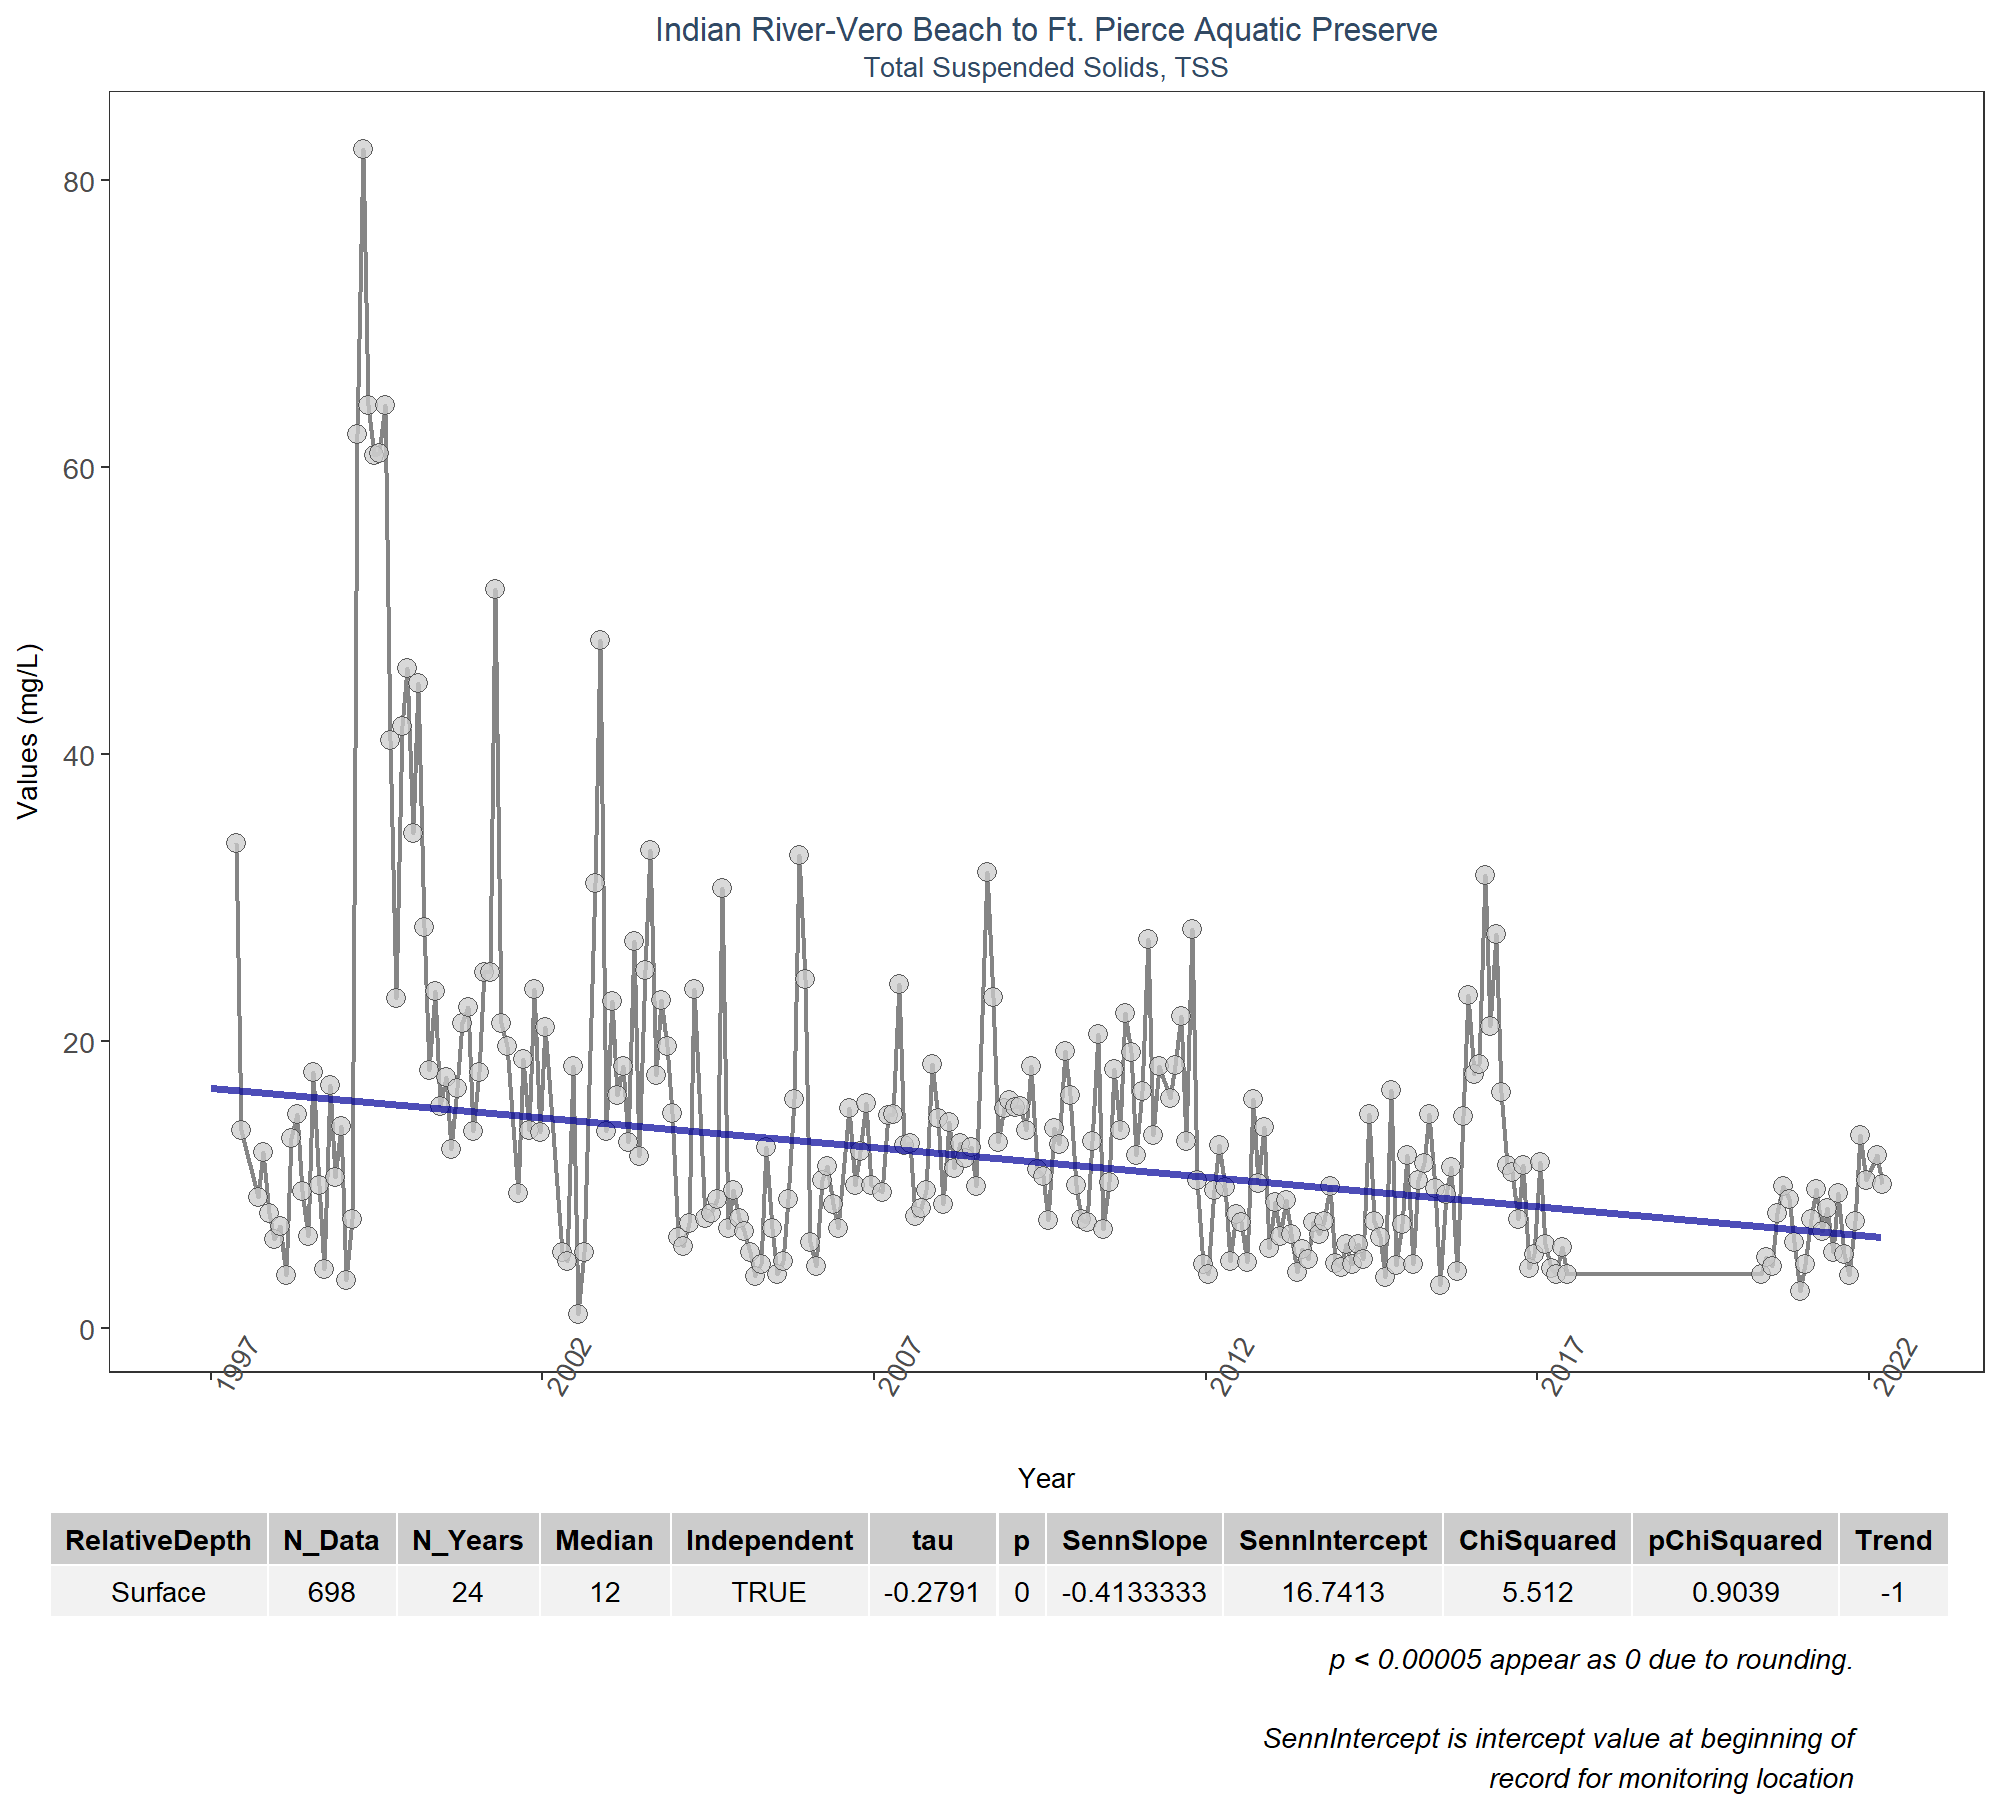 Indian River-Vero Beach to Ft. Pierce Aquatic Preserve
Total Suspended Solids, TSS
Values (mg/L)
80
60
40
20
0
1997 2002 2007 2012 2017 2022
Year
RelativeDepth N_Data N_Years Median Independent tau p SennSlope SennIntercept ChiSquared pChiSquared Trend
Surface 698 24 12 TRUE -0.2791 0 -0.4133333 16.7413 5.512 0.9039 -1
p < 0.00005 appear as 0 due to rounding.
SennIntercept is intercept value at beginning of
record for monitoring location